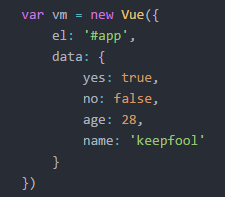 var vm = new Vue({
    el: '#app',
    data: {
        yes: true,
        no: false,
        age: 28,
        name: 'keepfool'
    }
})